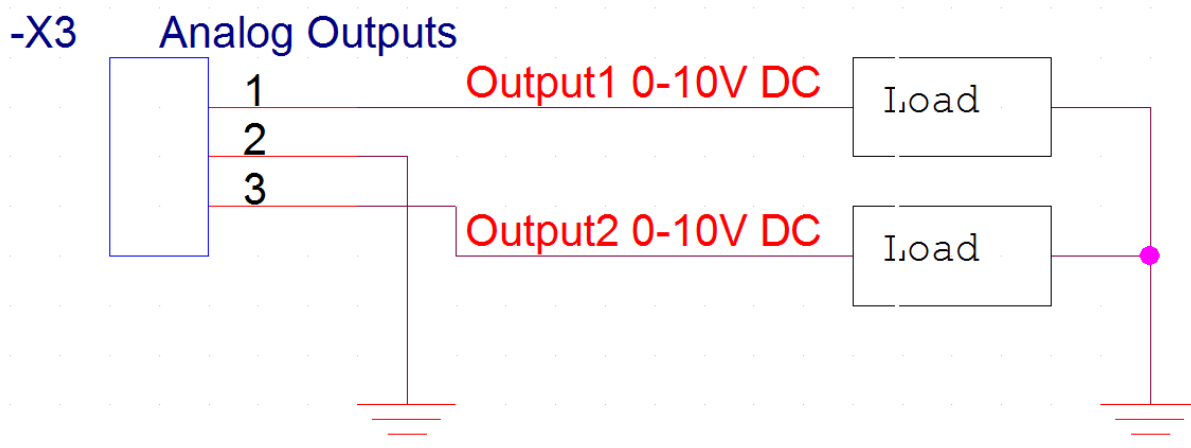 -X3 Analog Outputs
1 Output1 0-10V DC Load
2
3
Output2 0-10V DC Load